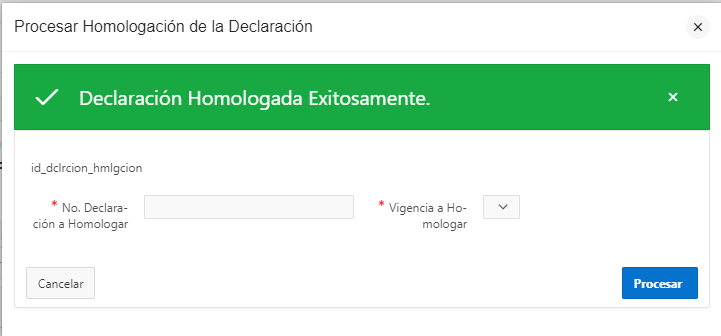 Procesar Homologación de la Declaración
Declaración Homologada Exitosamente.
id_dclrcion_hmlgcion
* No. Declara-
ción a Homologar
* Vigencia a Ho-
mologar
Cancelar
Procesar